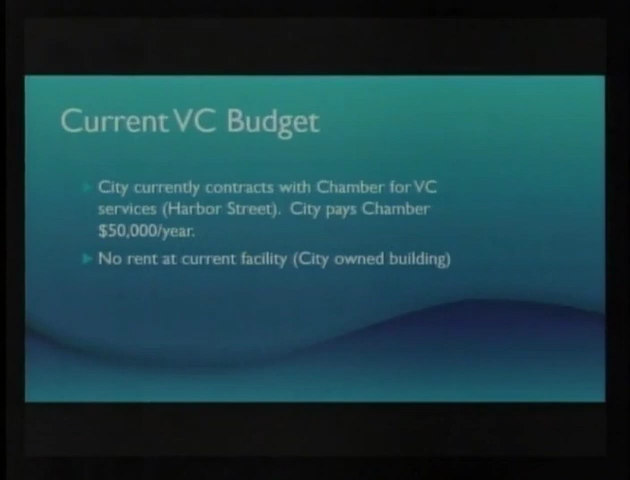 Current VC Budget
City currently contracts with Chamber for VC
services (Harbor Street). City pays Chamber
$50,000/year.
No rent at current facility (City owned building)